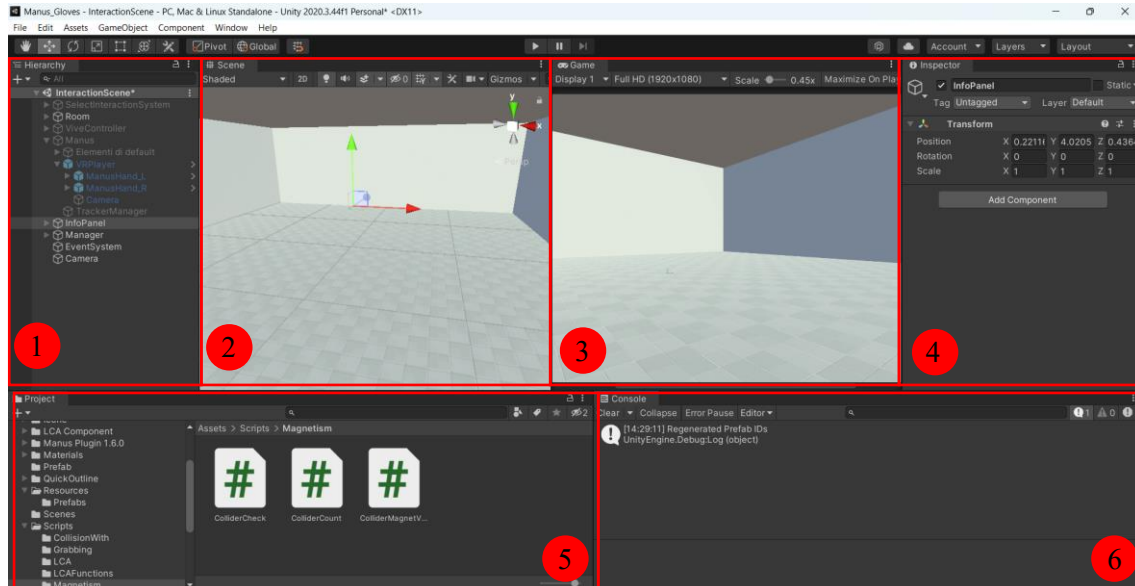 Manus_Gloves - InteractionScene - PC, Mac & Linux Standalone - Unity 2020.3.44f1 Personal* <DX11>
File Edit Assets GameObject Component Window Help
Pivot Global Account Layers Layout
Hierarchy
All
InteractionScene*
SelectInteractionSystem
Room
ViveController
Manus
Elementi di default
VRPlayer
ManusHand_L
ManusHand_R
Camera
TrackerManager
InfoPanel
Manager
EventSystem
Camera
1
Scene
Shaded 2D 0 Gizmos
y
x
Persp
2
Game
Display 1 Full HD (1920x1080) Scale 0.45x Maximize On Play
3
Inspector
InfoPanel Static
Tag Untagged Layer Default
Transform
Position X 0.2211 Y 4.0205 Z 0.4364
Rotation X 0 Y 0 Z 0
Scale X 1 Y 1 Z 1
Add Component
4
Project
2
LCA Component
Manus Plugin 1.6.0
Materials
Prefab
QuickOutline
Resources
Prefabs
Scenes
Scripts
CollisionWith
Grabbing
LCA
LCAFunctions
Magnetism
Assets > Scripts > Magnetism
# # #
ColliderCheck ColliderCount ColliderMagnetV...
5
Console
Clear Collapse Error Pause Editor 1 0
[14:29:11] Regenerated Prefab IDs
UnityEngine.Debug:Log (object)
6